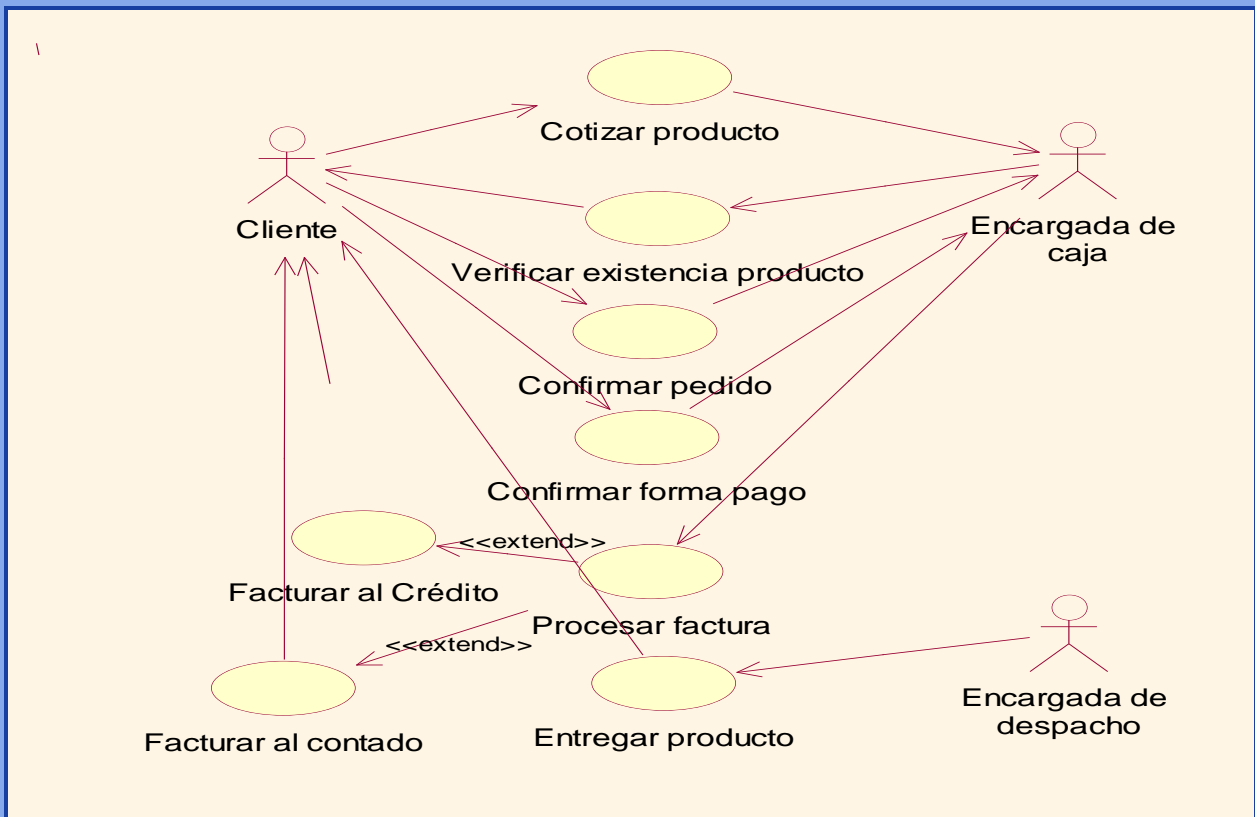 Cotizar producto
Cliente
Encargada de
caja
Verificar existencia producto
Confirmar pedido
Confirmar forma pago
<<extend>>
Facturar al Crédito
Procesar factura
<<extend>>
Encargada de
despacho
Facturar al contado
Entregar producto